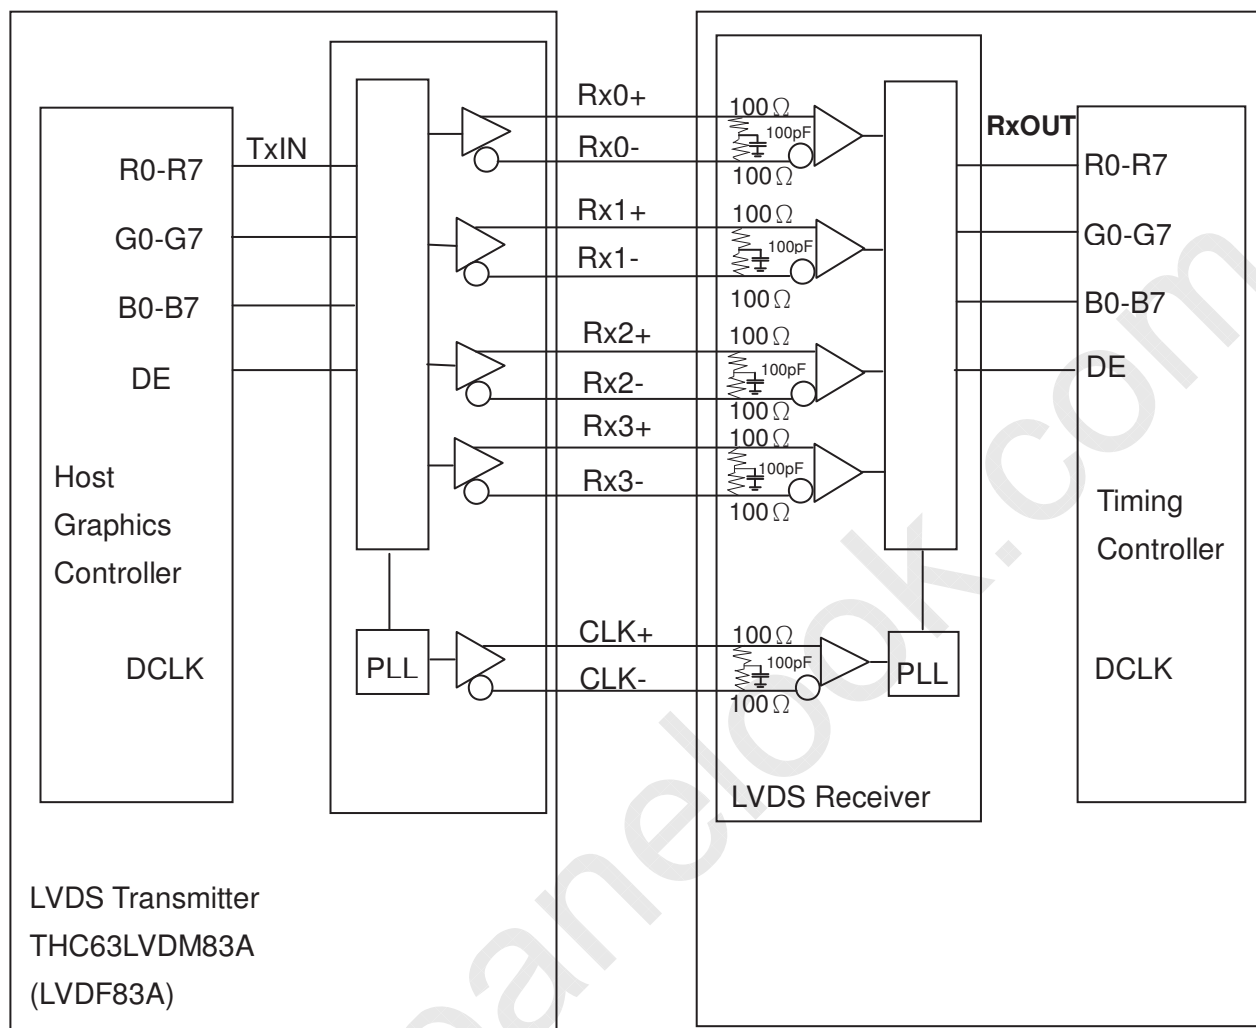 Rx0+
100Ω
100pF
RxOUT
TxIN
Rx0-
100Ω
R0-R7
R0-R7
Rx1+
100Ω
G0-G7
100pF
G0-G7
Rx1-
B0-B7
100Ω
B0-B7
Rx2+
100Ω
100pF
DE
DE
Rx2-
100Ω
Rx3+
100Ω
100pF
Rx3-
100Ω
Host
Graphics
Controller
Timing
Controller
CLK+
100Ω
100pF
DCLK
PLL
CLK-
PLL
DCLK
100Ω
LVDS Receiver
LVDS Transmitter
THC63LVDM83A
(LVDF83A)
panelook.com